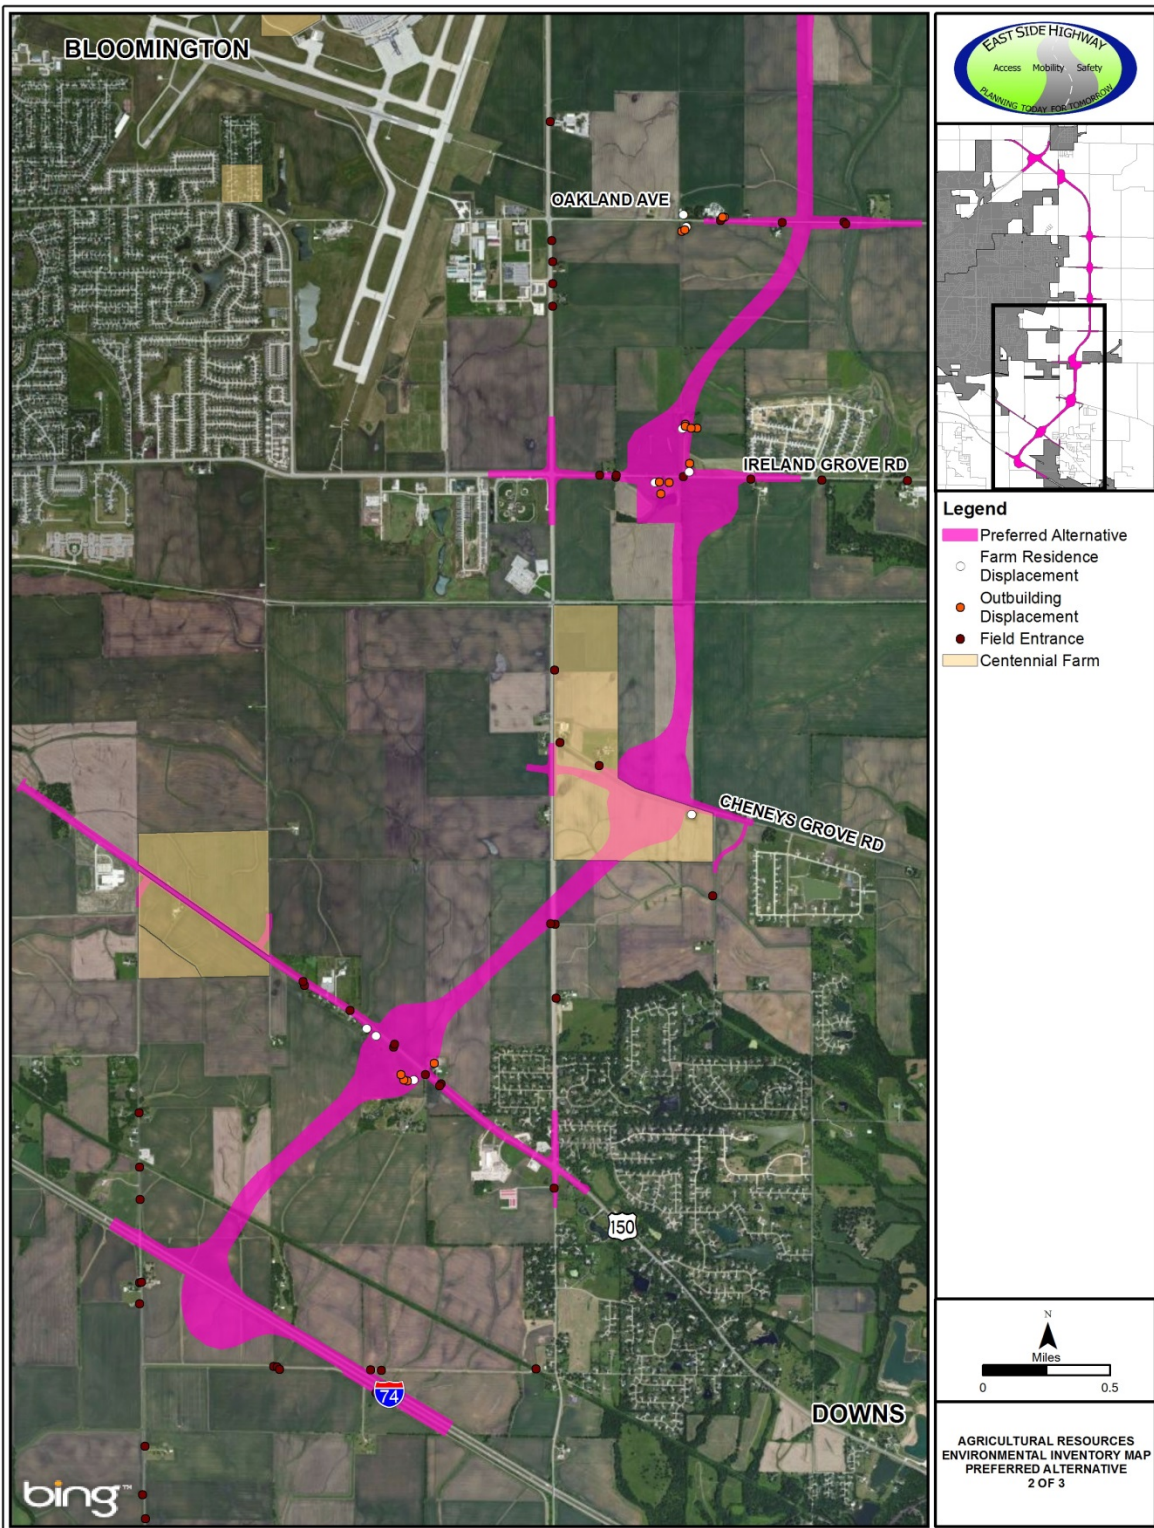 BLOOMINGTON
OAKLAND AVE
IRELAND GROVE RD
CHENEYS GROVE RD
150
74
DOWNS
bing™
EAST SIDE HIGHWAY
Access Mobility Safety
PLANNING TODAY FOR TOMORROW
Legend
Preferred Alternative
Farm Residence
Displacement
Outbuilding
Displacement
Field Entrance
Centennial Farm
N
Miles
0 0.5
AGRICULTURAL RESOURCES
ENVIRONMENTAL INVENTORY MAP
PREFERRED ALTERNATIVE
2 OF 3